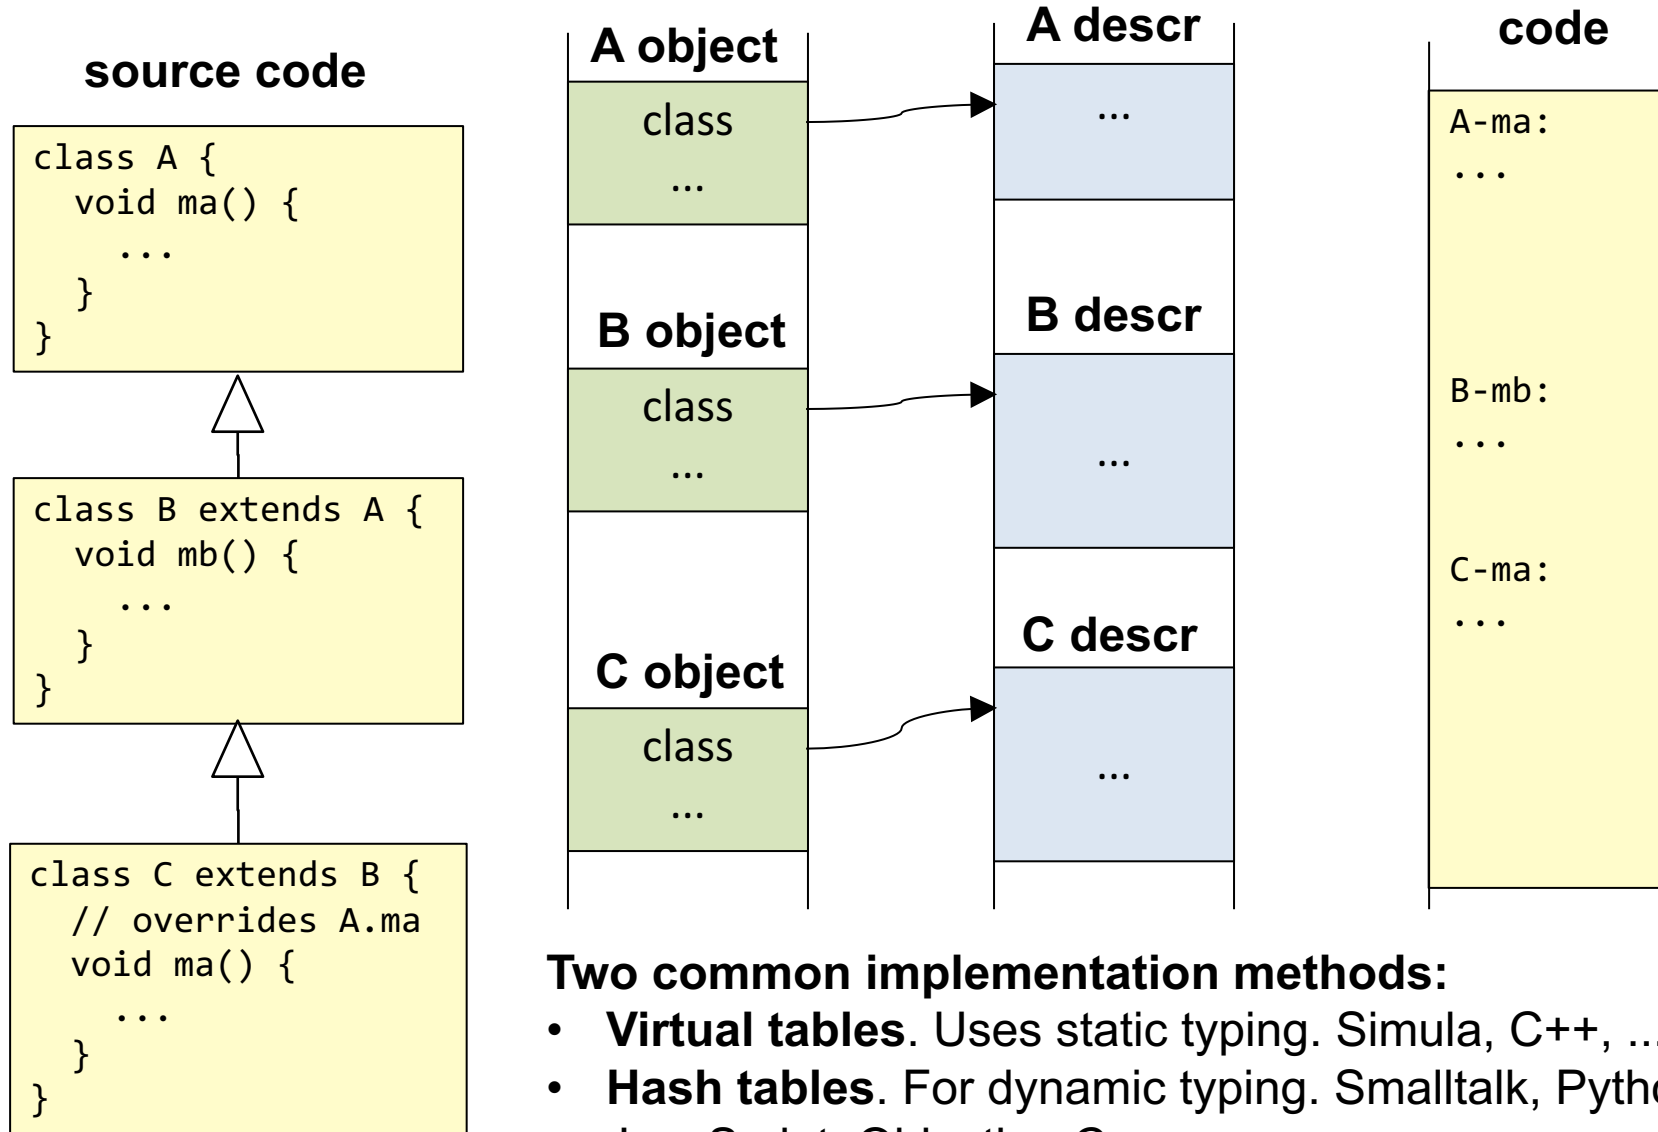 source code
class A {
void ma() {
...
}
}
class B extends A {
void mb() {
...
}
}
class C extends B {
// overrides A.ma
void ma() {
...
}
}
A object
class
...
B object
class
...
C object
class
...
A descr
...
B descr
...
C descr
...
code
A-ma:
...
B-mb:
...
C-ma:
...
Two common implementation methods:
• Virtual tables. Uses static typing. Simula, C++, ...
• Hash tables. For dynamic typing. Smalltalk,